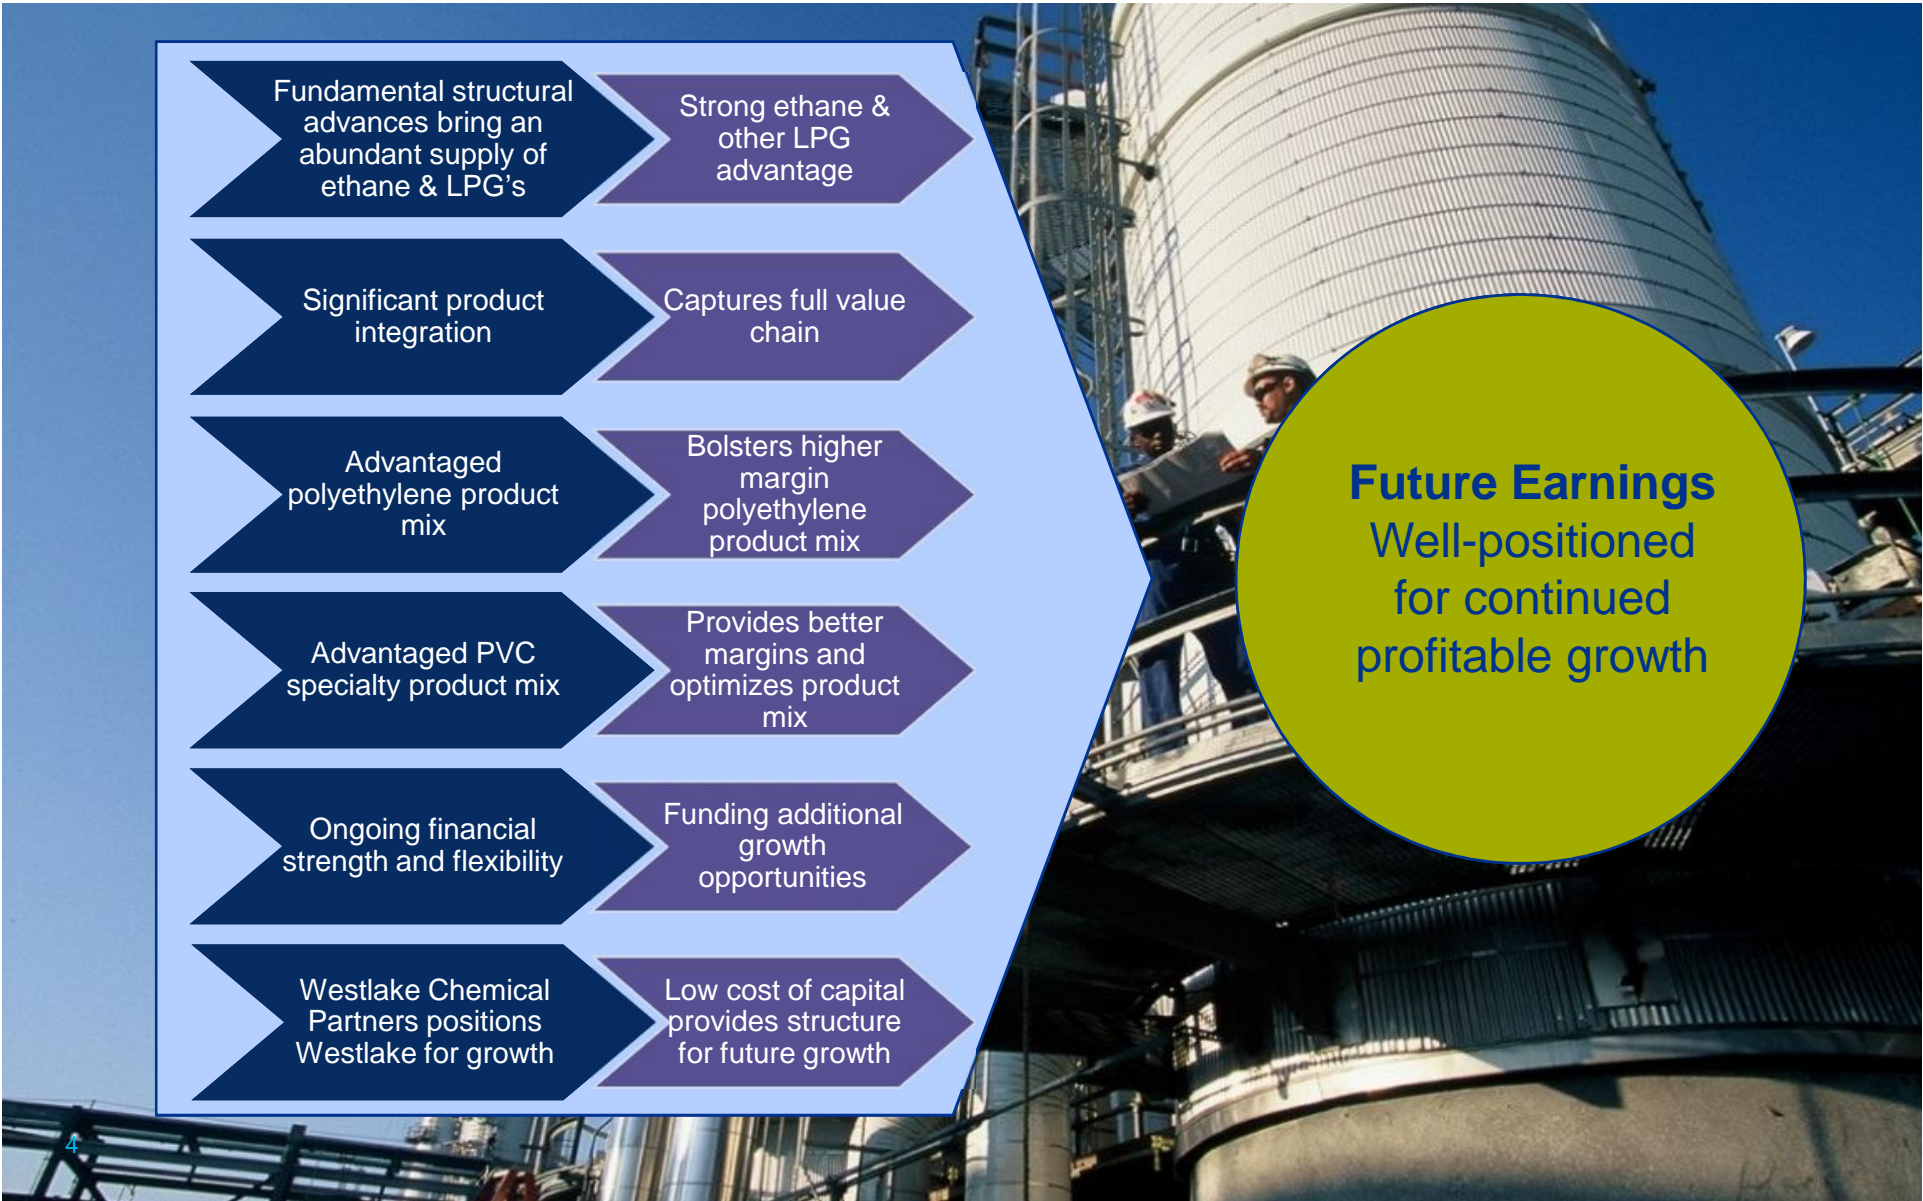 Fundamental structural
advances bring an
abundant supply of
ethane & LPG’s
Strong ethane &
other LPG
advantage
Significant product
integration
Captures full value
chain
Advantaged
polyethylene product
mix
Bolsters higher
margin
polyethylene
product mix
Advantaged PVC
specialty product mix
Provides better
margins and
optimizes product
mix
Ongoing financial
strength and flexibility
Funding additional
growth
opportunities
Westlake Chemical
Partners positions
Westlake for growth
Low cost of capital
provides structure
for future growth
Future Earnings
Well-positioned
for continued
profitable growth
4